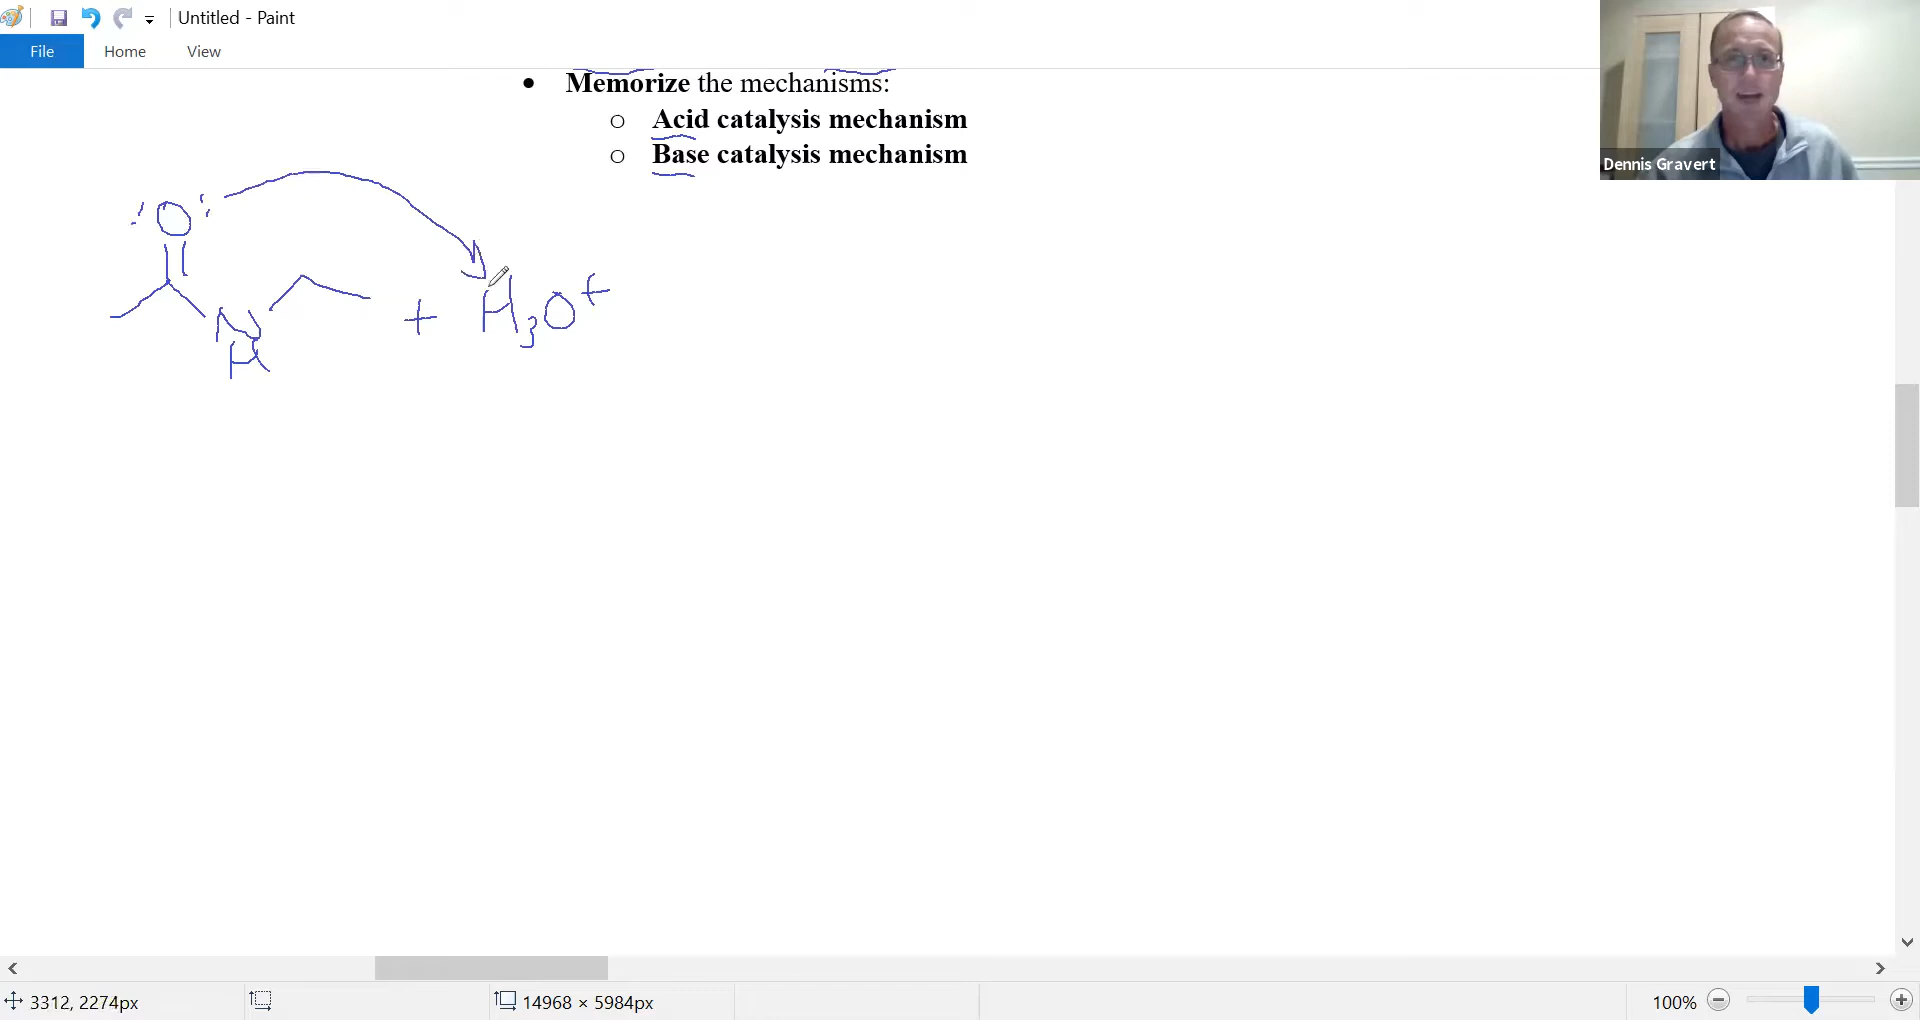 Untitled - Paint
File Home View
• Memorize the mechanisms:
o Acid catalysis mechanism
o Base catalysis mechanism
Dennis Gravert
:O:
N
H
+ H3O+
3312, 2274px
14968 × 5984px
100%